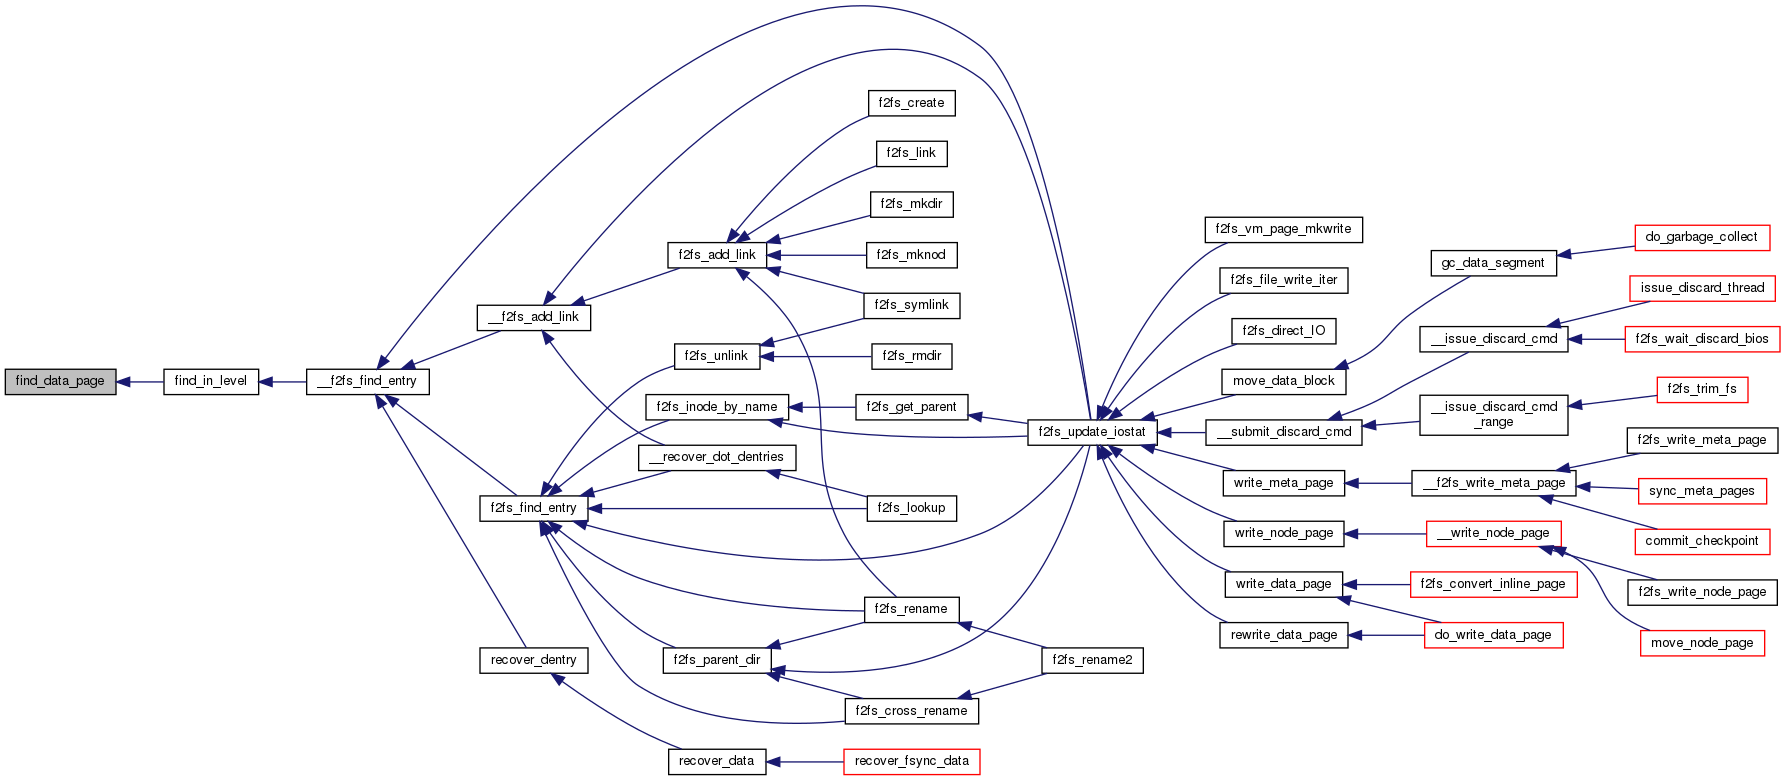 find_data_page
find_in_level
__f2fs_find_entry
__f2fs_add_link
f2fs_find_entry
recover_dentry
f2fs_add_link
f2fs_unlink
f2fs_inode_by_name
__recover_dot_dentries
f2fs_parent_dir
recover_data
f2fs_create
f2fs_link
f2fs_mkdir
f2fs_mknod
f2fs_symlink
f2fs_rmdir
f2fs_get_parent
f2fs_lookup
f2fs_rename
f2fs_cross_rename
recover_fsync_data
f2fs_update_iostat
f2fs_rename2
f2fs_vm_page_mkwrite
f2fs_file_write_iter
f2fs_direct_IO
move_data_block
__submit_discard_cmd
write_meta_page
write_node_page
write_data_page
rewrite_data_page
gc_data_segment
__issue_discard_cmd
__issue_discard_cmd
_range
__f2fs_write_meta_page
__write_node_page
f2fs_convert_inline_page
do_write_data_page
do_garbage_collect
issue_discard_thread
f2fs_wait_discard_bios
f2fs_trim_fs
f2fs_write_meta_page
sync_meta_pages
commit_checkpoint
f2fs_write_node_page
move_node_page